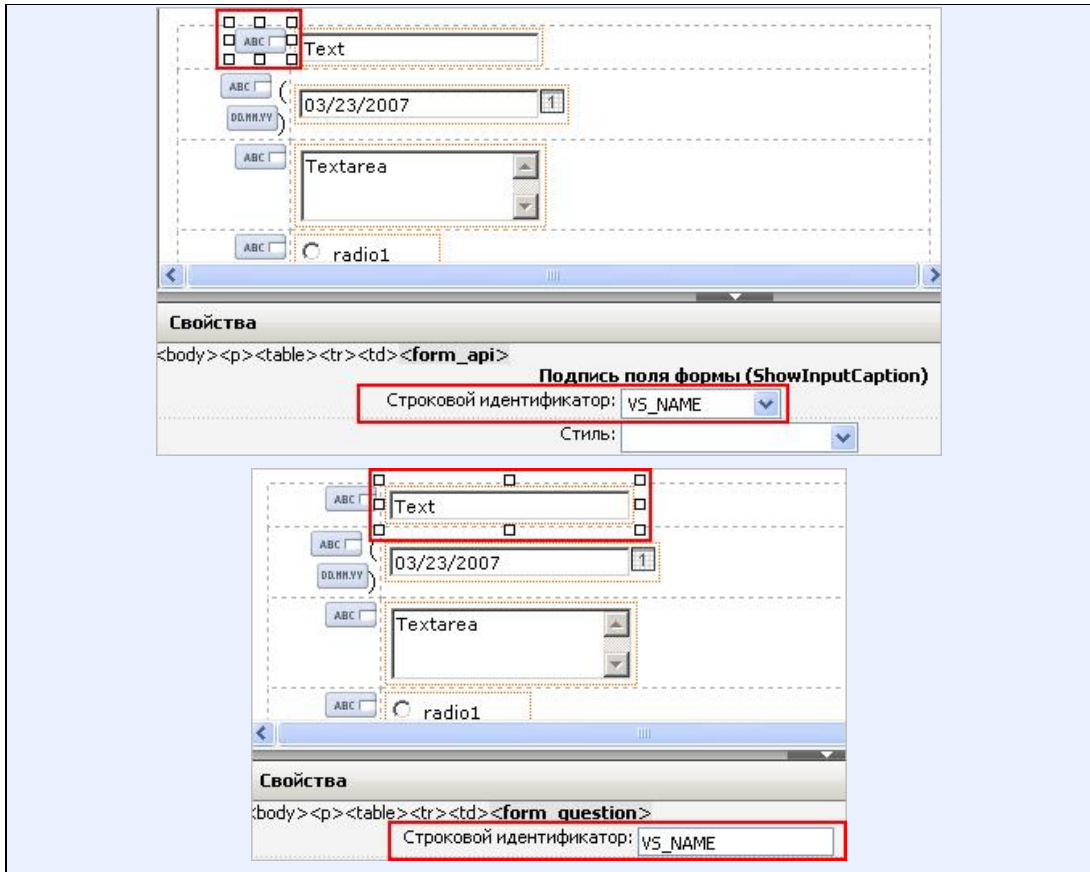 ABC Text
ABC (
03/23/2007 1
DD.MM.YY )
ABC Textarea
ABC radio1
Свойства
<body><p><table><tr><td><form_api>
Подпись поля формы (ShowInputCaption)
Строковой идентификатор: VS_NAME
Стиль:
ABC Text
ABC (
03/23/2007 1
DD.MM.YY )
ABC Textarea
ABC radio1
Свойства
<body><p><table><tr><td><form_question>
Строковой идентификатор: VS_NAME